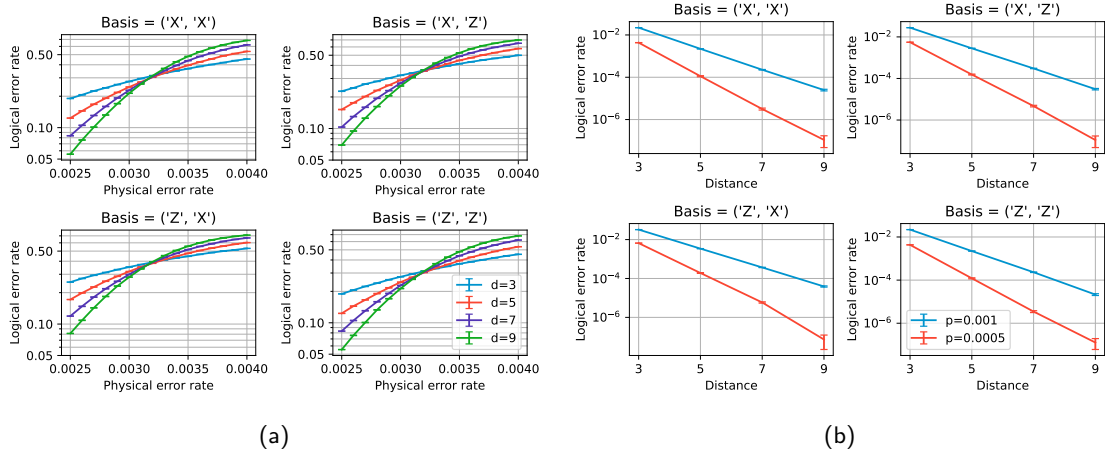 Basis = ('X', 'X')
Logical error rate
0.50
0.10
0.05
0.0025 0.0030 0.0035 0.0040
Physical error rate
Basis = ('X', 'Z')
Logical error rate
0.50
0.10
0.05
0.0025 0.0030 0.0035 0.0040
Physical error rate
Basis = ('Z', 'X')
Logical error rate
0.50
0.10
0.05
0.0025 0.0030 0.0035 0.0040
Physical error rate
Basis = ('Z', 'Z')
Logical error rate
0.50
0.10
0.05
d=3
d=5
d=7
d=9
0.0025 0.0030 0.0035 0.0040
Physical error rate
(a)
Basis = ('X', 'X')
Logical error rate
10⁻²
10⁻⁴
10⁻⁶
3 5 7 9
Distance
Basis = ('X', 'Z')
Logical error rate
10⁻²
10⁻⁴
10⁻⁶
3 5 7 9
Distance
Basis = ('Z', 'X')
Logical error rate
10⁻²
10⁻⁴
10⁻⁶
3 5 7 9
Distance
Basis = ('Z', 'Z')
Logical error rate
10⁻²
10⁻⁴
10⁻⁶
p=0.001
p=0.0005
3 5 7 9
Distance
(b)